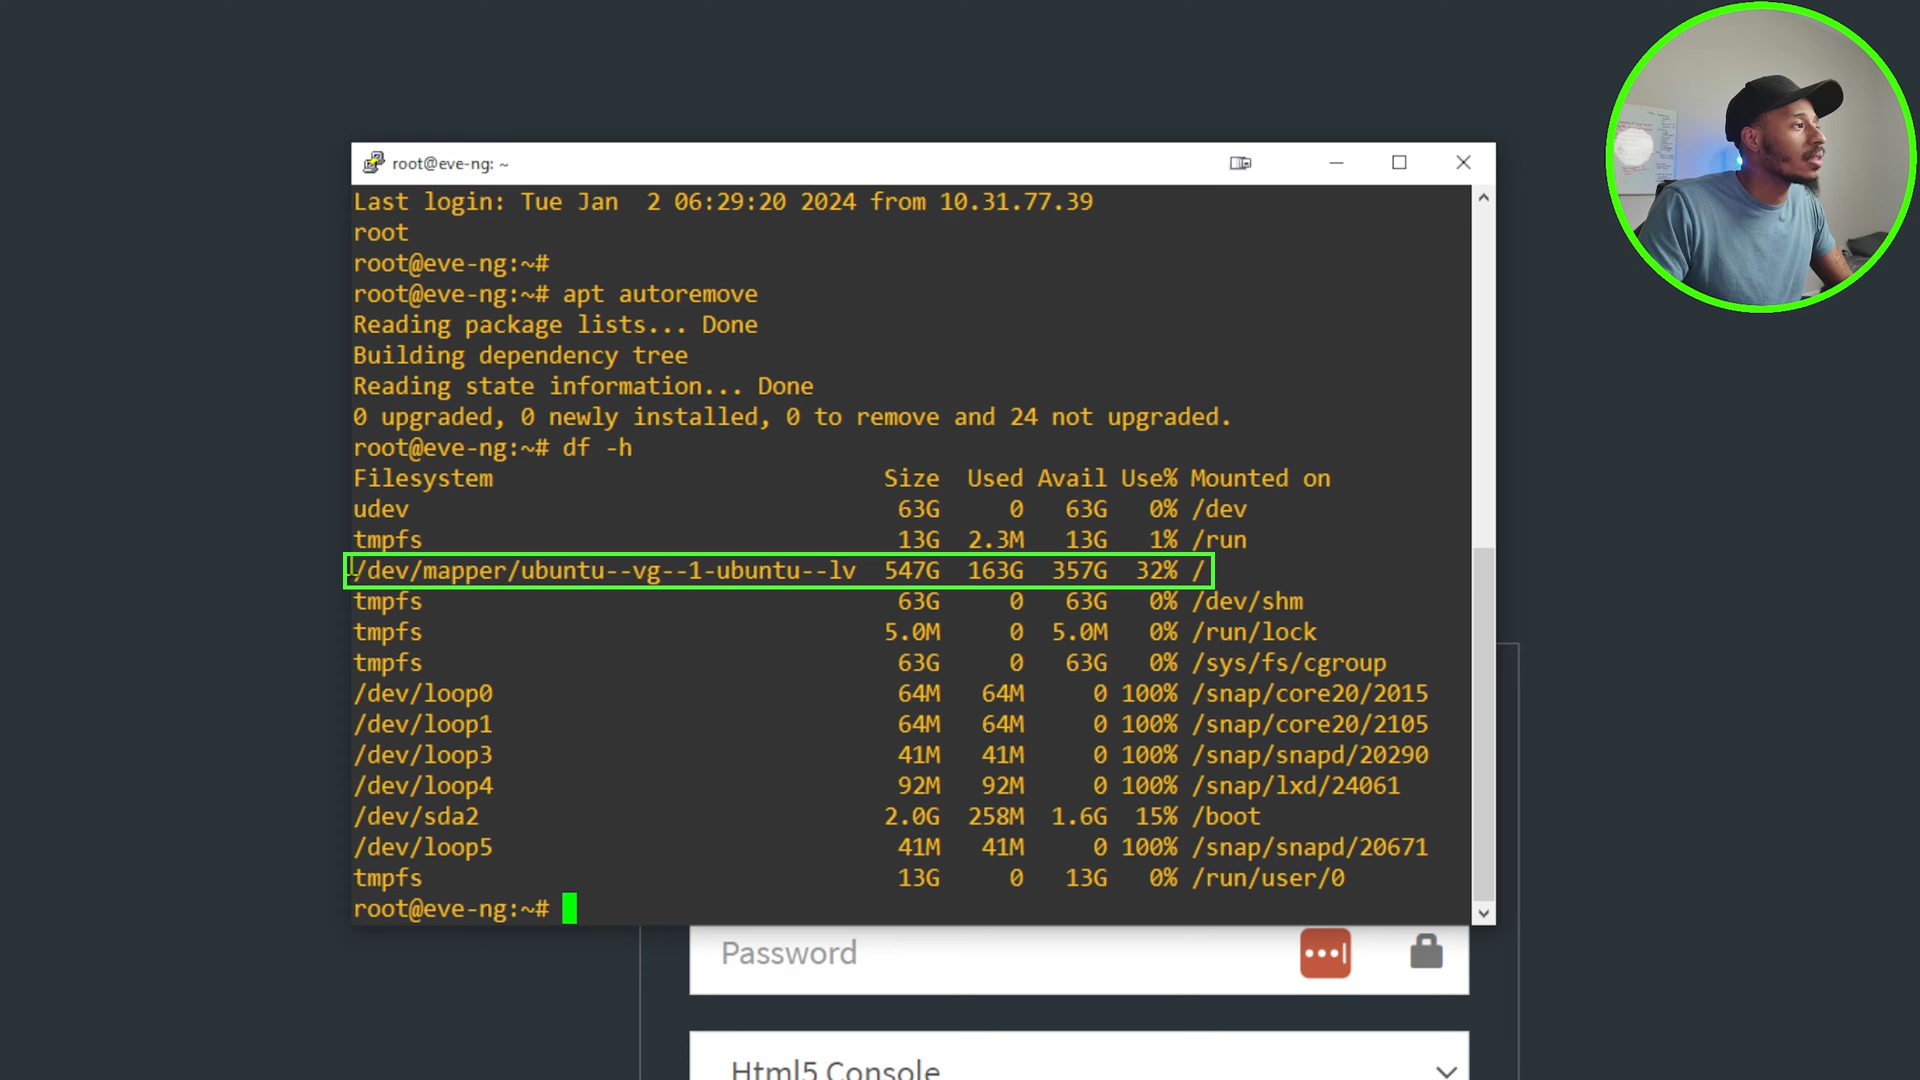 root@eve-ng: ~
Last login: Tue Jan  2 06:29:20 2024 from 10.31.77.39
root
root@eve-ng:~#
root@eve-ng:~# apt autoremove
Reading package lists... Done
Building dependency tree
Reading state information... Done
0 upgraded, 0 newly installed, 0 to remove and 24 not upgraded.
root@eve-ng:~# df -h
Filesystem                            Size  Used Avail Use% Mounted on
udev                                   63G     0   63G   0% /dev
tmpfs                                  13G  2.3M   13G   1% /run
/dev/mapper/ubuntu--vg--1-ubuntu--lv  547G  163G  357G  32% /
tmpfs                                  63G     0   63G   0% /dev/shm
tmpfs                                 5.0M     0  5.0M   0% /run/lock
tmpfs                                  63G     0   63G   0% /sys/fs/cgroup
/dev/loop0                             64M   64M     0 100% /snap/core20/2015
/dev/loop1                             64M   64M     0 100% /snap/core20/2105
/dev/loop3                             41M   41M     0 100% /snap/snapd/20290
/dev/loop4                             92M   92M     0 100% /snap/lxd/24061
/dev/sda2                             2.0G  258M  1.6G  15% /boot
/dev/loop5                             41M   41M     0 100% /snap/snapd/20671
tmpfs                                  13G     0   13G   0% /run/user/0
root@eve-ng:~#
Password
Html5 Console